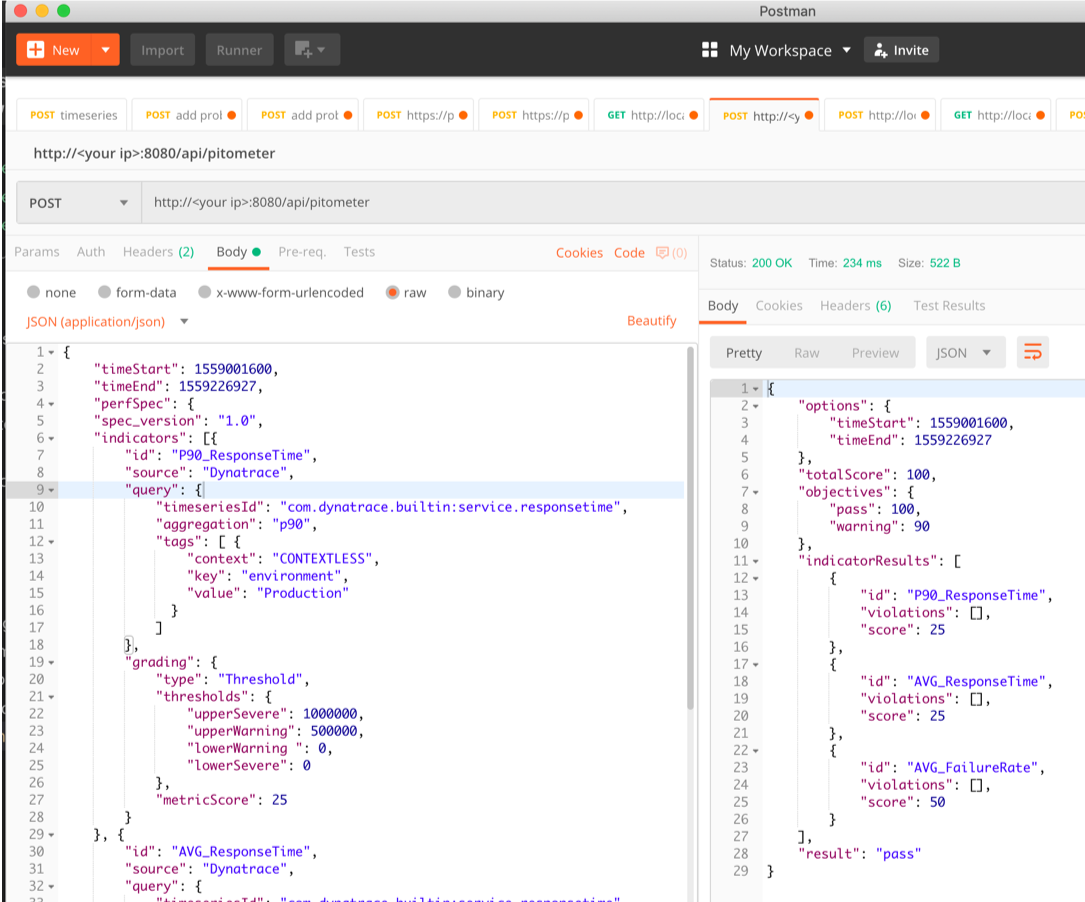 Postman
New
Import
Runner
My Workspace
Invite
POST timeseries
POST add prol
POST add prol
POST https://p
POST https://p
GET http://loca
POST http://<y
POST http://loc
GET http://loca
POS
http://<your ip>:8080/api/pitometer
POST
http://<your ip>:8080/api/pitometer
Params
Auth
Headers (2)
Body
Pre-req.
Tests
Cookies
Code
(0)
none
form-data
x-www-form-urlencoded
raw
binary
JSON (application/json)
Beautify
1 {
2 "timeStart": 1559001600,
3 "timeEnd": 1559226927,
4 "perfSpec": {
5 "spec_version": "1.0",
6 "indicators": [{
7 "id": "P90_ResponseTime",
8 "source": "Dynatrace",
9 "query": {
10 "timeseriesId": "com.dynatrace.builtin:service.responsetime",
11 "aggregation": "p90",
12 "tags": [ {
13 "context": "CONTEXTLESS",
14 "key": "environment",
15 "value": "Production"
16 }
17 ]
18 },
19 "grading": {
20 "type": "Threshold",
21 "thresholds": {
22 "upperSevere": 1000000,
23 "upperWarning": 500000,
24 "lowerWarning ": 0,
25 "lowerSevere": 0
26 },
27 "metricScore": 25
28 }
29 }, {
30 "id": "AVG_ResponseTime",
31 "source": "Dynatrace",
32 "query": {
"timeseriesId": "com.dynatrace.builtin:service.responsetime"
Status: 200 OK
Time: 234 ms
Size: 522 B
Body
Cookies
Headers (6)
Test Results
Pretty
Raw
Preview
JSON
1 {
2 "options": {
3 "timeStart": 1559001600,
4 "timeEnd": 1559226927
5 },
6 "totalScore": 100,
7 "objectives": {
8 "pass": 100,
9 "warning": 90
10 },
11 "indicatorResults": [
12 {
13 "id": "P90_ResponseTime",
14 "violations": [],
15 "score": 25
16 },
17 {
18 "id": "AVG_ResponseTime",
19 "violations": [],
20 "score": 25
21 },
22 {
23 "id": "AVG_FailureRate",
24 "violations": [],
25 "score": 50
26 }
27 ],
28 "result": "pass"
29 }